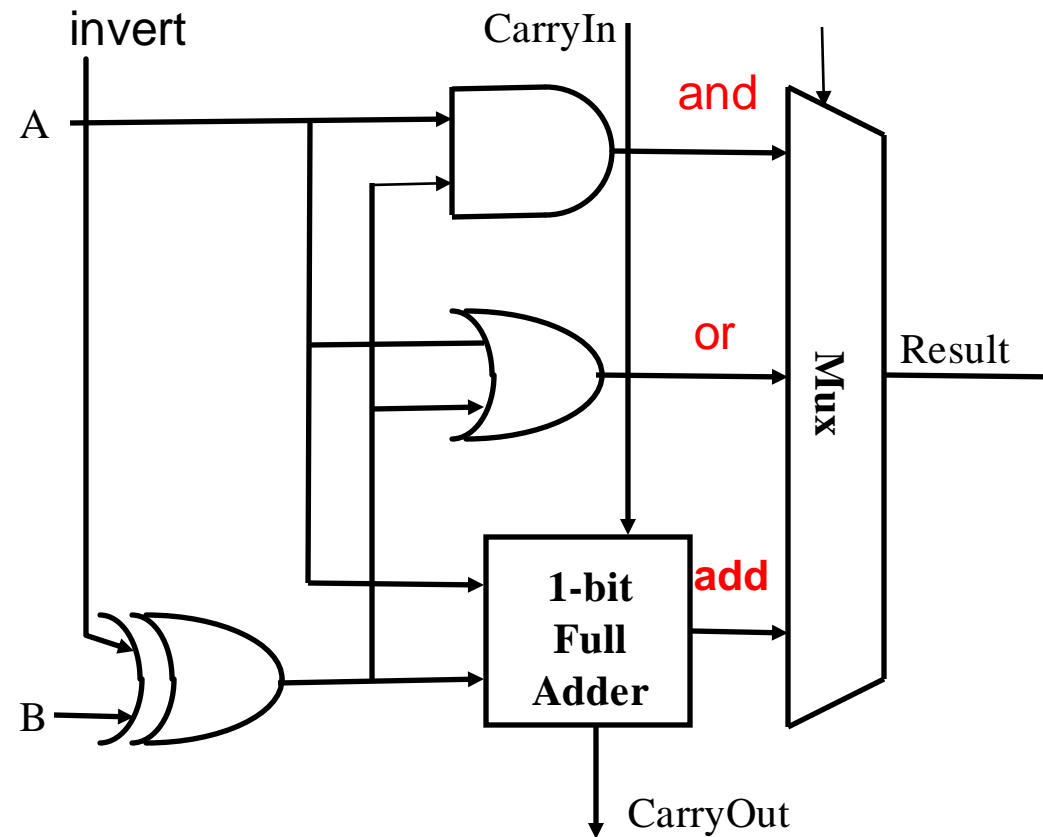 invert
CarryIn
A
and
or
Mux
Result
add
1-bit
Full
Adder
B
CarryOut